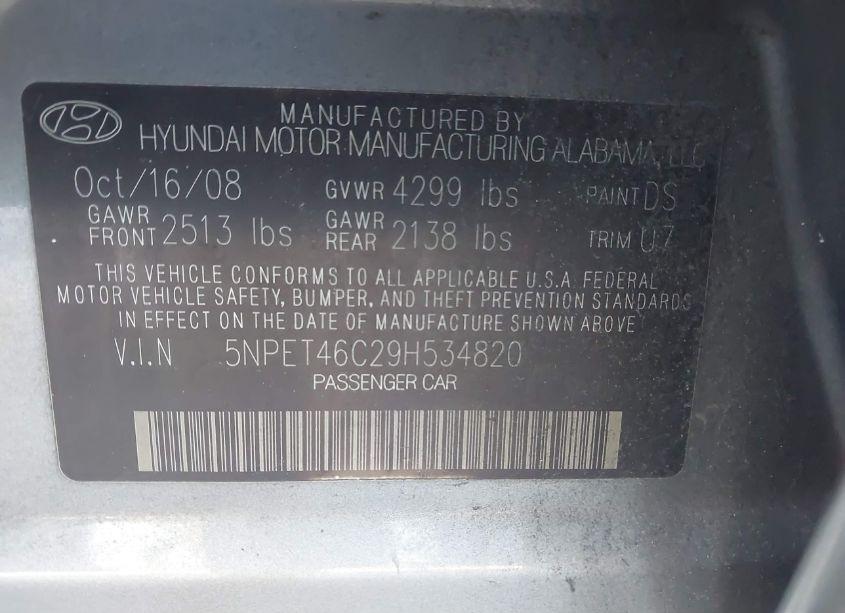 MANUFACTURED BY
HYUNDAI MOTOR MANUFACTURING ALABAMA, LLC
Oct/16/08 GVWR 4299 lbs PAINT DS
GAWR FRONT 2513 lbs GAWR REAR 2138 lbs TRIM UZ
THIS VEHICLE CONFORMS TO ALL APPLICABLE U.S.A. FEDERAL
MOTOR VEHICLE SAFETY, BUMPER, AND THEFT PREVENTION STANDARDS
IN EFFECT ON THE DATE OF MANUFACTURE SHOWN ABOVE
V.I.N 5NPET46C29H534820
PASSENGER CAR